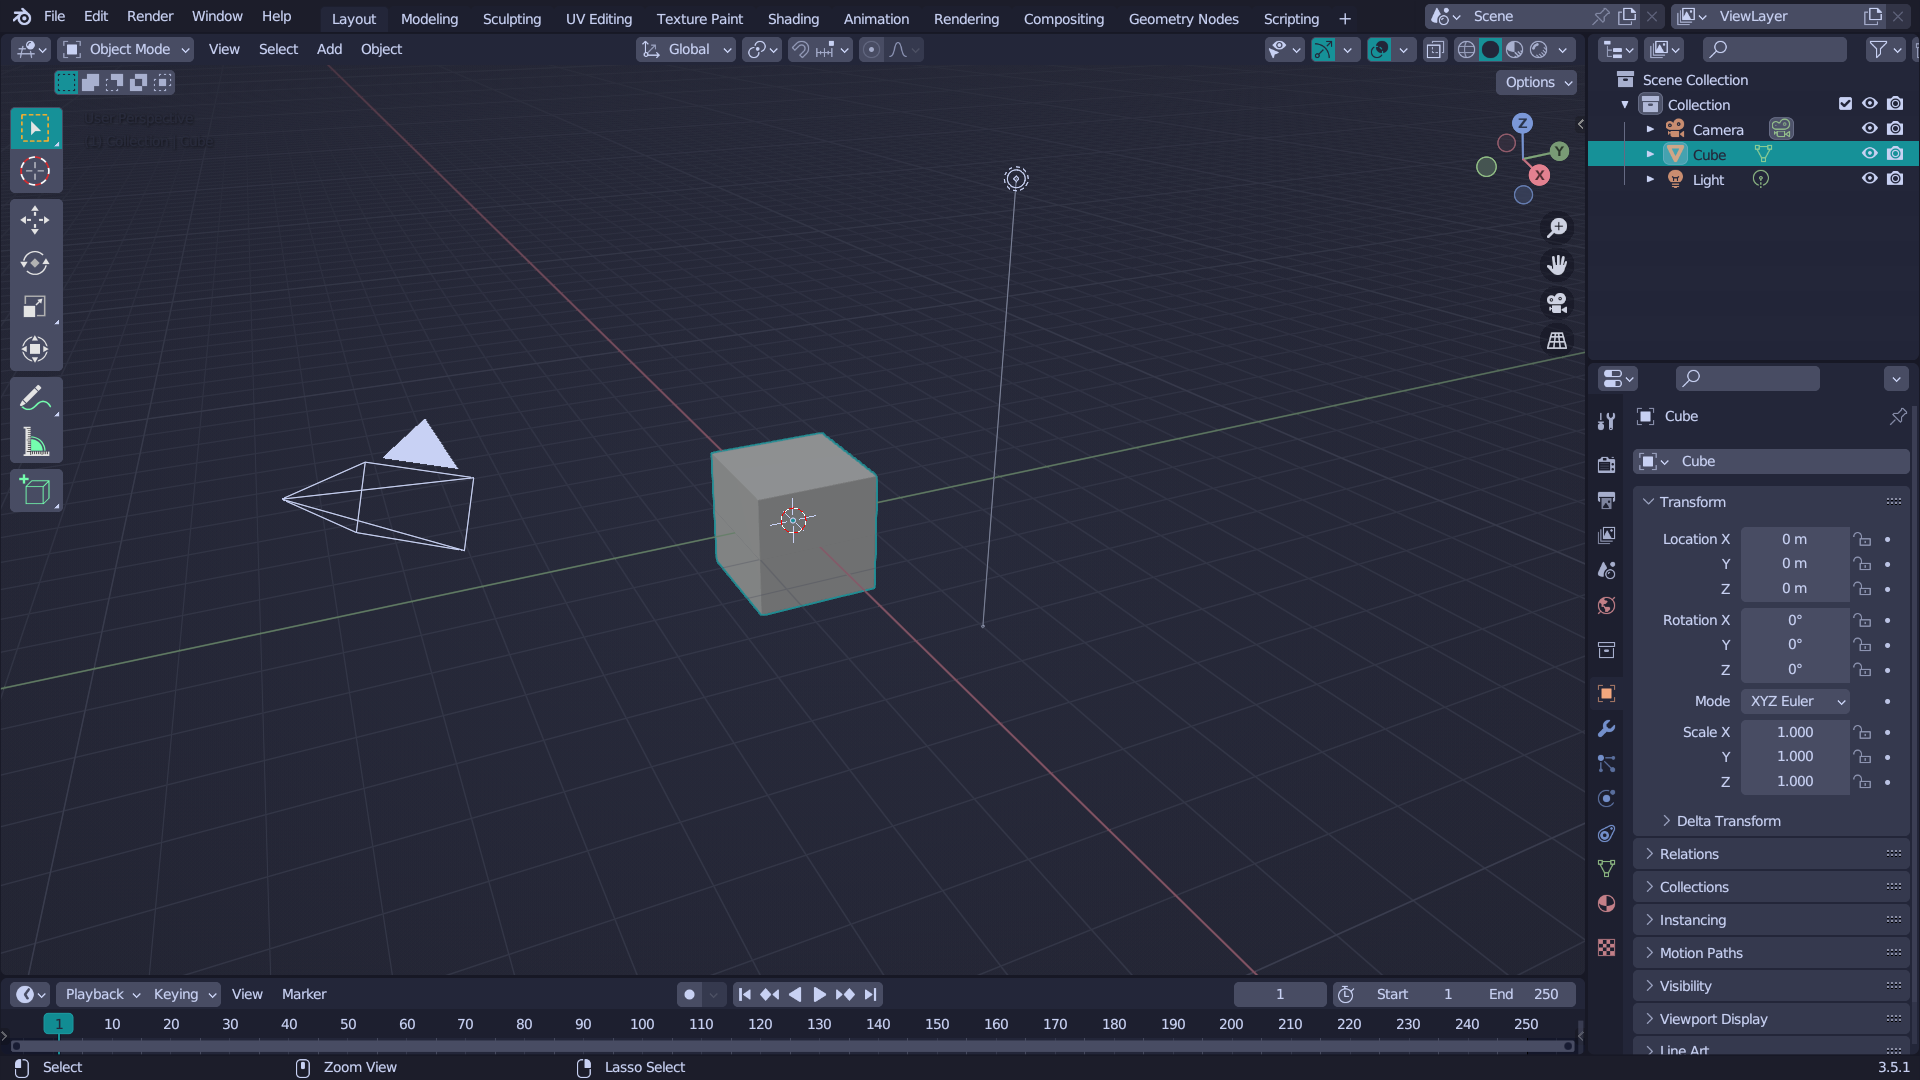 File Edit Render Window Help Layout Modeling Sculpting UV Editing Texture Paint Shading Animation Rendering Compositing Geometry Nodes Scripting + Scene ViewLayer
Object Mode View Select Add Object Global
Options
User Perspective
(1) Collection | Cube
Z
Y
X
Scene Collection
Collection
Camera
Cube
Light
Cube
Cube
Transform
Location X 0 m
Y 0 m
Z 0 m
Rotation X 0°
Y 0°
Z 0°
Mode XYZ Euler
Scale X 1.000
Y 1.000
Z 1.000
Delta Transform
Relations
Collections
Instancing
Motion Paths
Visibility
Viewport Display
Line Art
Playback Keying View Marker 1 Start 1 End 250
1 10 20 30 40 50 60 70 80 90 100 110 120 130 140 150 160 170 180 190 200 210 220 230 240 250
Select Zoom View Lasso Select 3.5.1